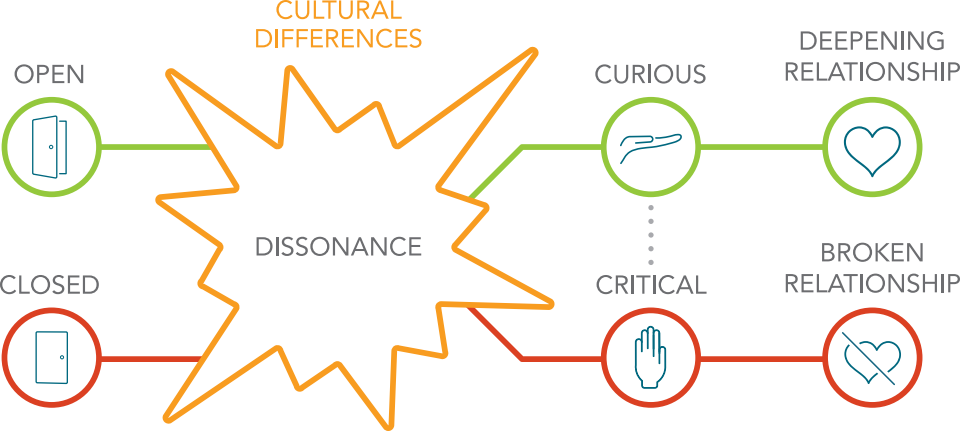 CULTURAL
DIFFERENCES
OPEN
CURIOUS
DEEPENING
RELATIONSHIP
DISSONANCE
CLOSED
CRITICAL
BROKEN
RELATIONSHIP